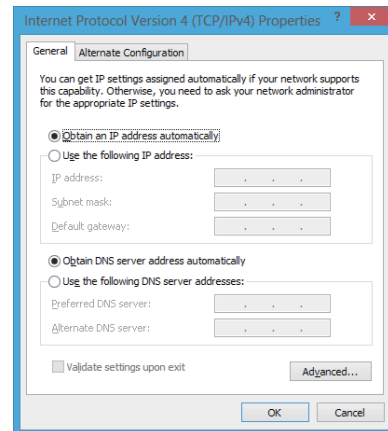 Internet Protocol Version 4 (TCP/IPv4) Properties ? ×
General Alternate Configuration
You can get IP settings assigned automatically if your network supports
this capability. Otherwise, you need to ask your network administrator
for the appropriate IP settings.
Obtain an IP address automatically
Use the following IP address:
IP address:
Subnet mask:
Default gateway:
Obtain DNS server address automatically
Use the following DNS server addresses:
Preferred DNS server:
Alternate DNS server:
Validate settings upon exit
Advanced...
OK Cancel